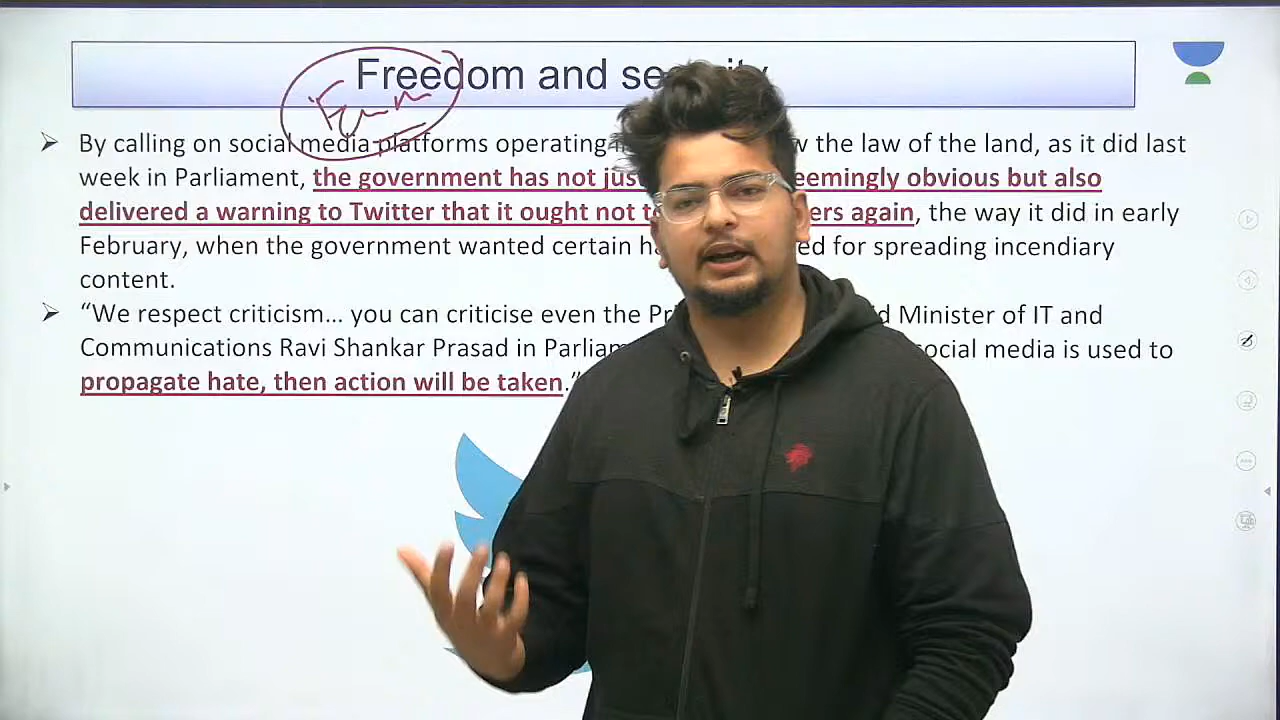 Freedom and se ity
By calling on social media platforms operating w the law of the land, as it did last
week in Parliament, the government has not jus eemingly obvious but also
delivered a warning to Twitter that it ought not t ers again, the way it did in early
February, when the government wanted certain ha ed for spreading incendiary
content.
“We respect criticism… you can criticise even the Pri d Minister of IT and
Communications Ravi Shankar Prasad in Parliam social media is used to
propagate hate, then action will be taken.”